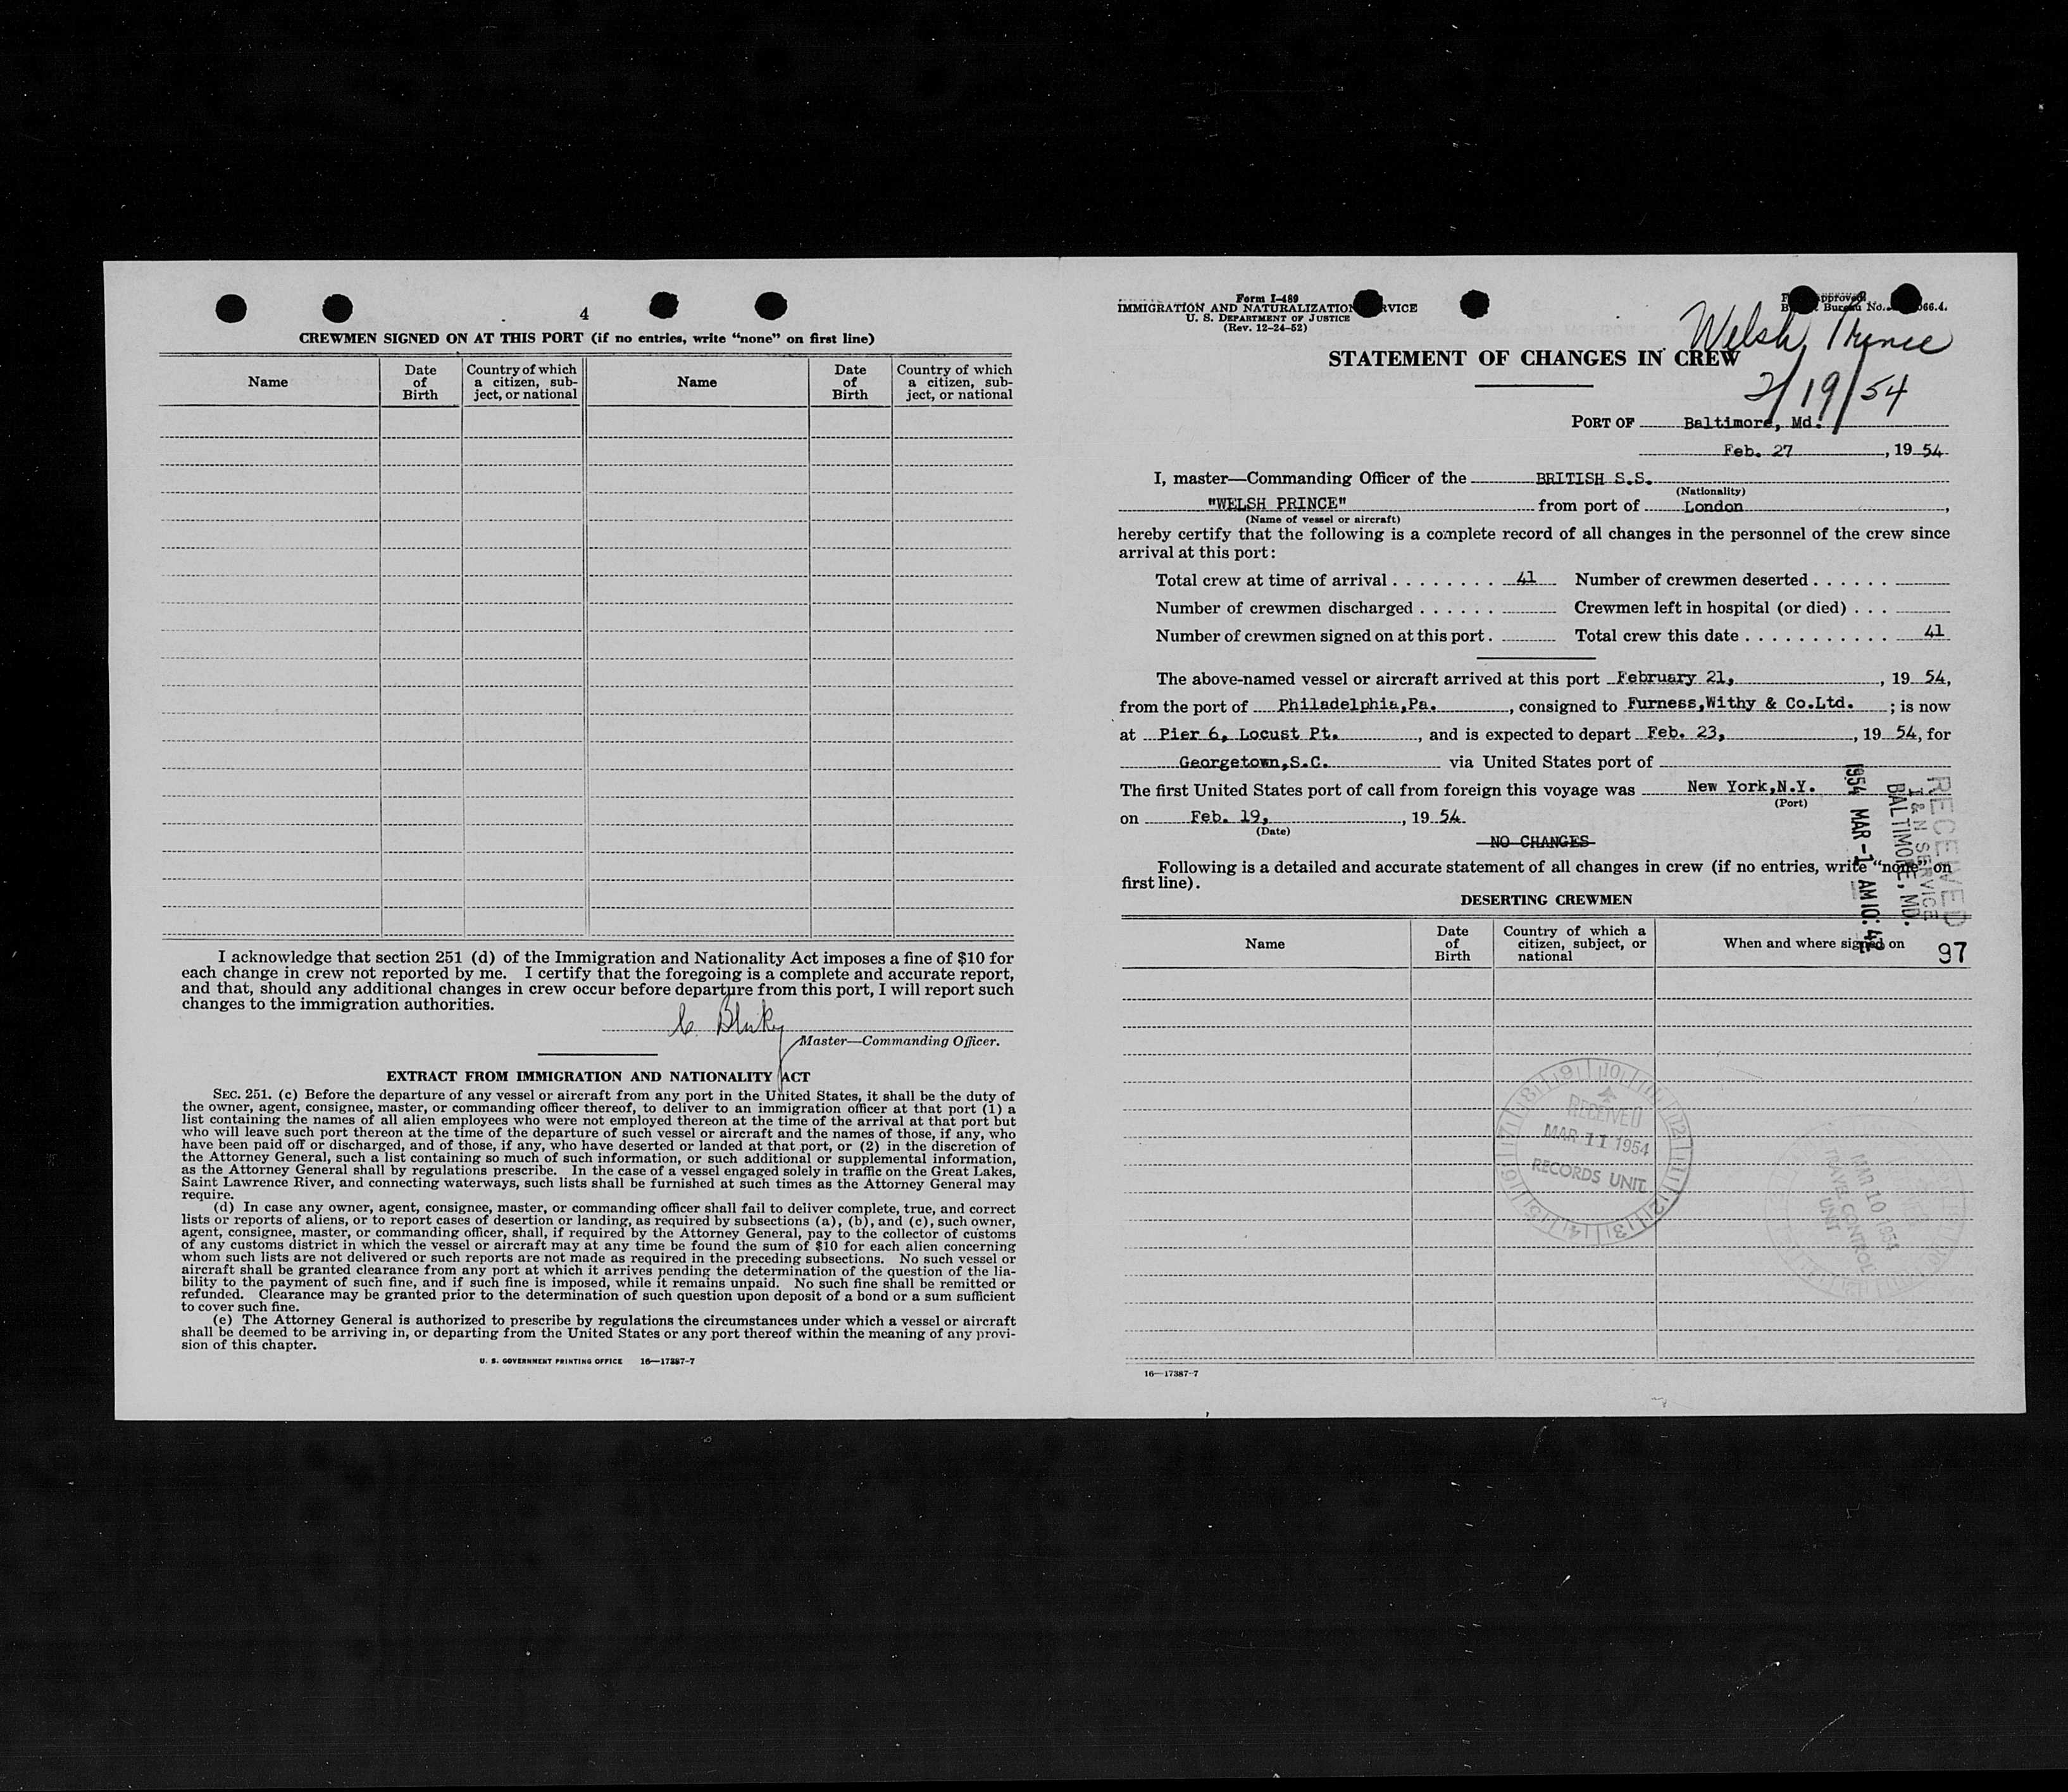 4
CREWMEN SIGNED ON AT THIS PORT (if no entries, write “none” on first line)
Name
Date of Birth
Country of which a citizen, sub-ject, or national
Name
Date of Birth
Country of which a citizen, sub-ject, or national
I acknowledge that section 251 (d) of the Immigration and Nationality Act imposes a fine of $10 for
each change in crew not reported by me. I certify that the foregoing is a complete and accurate report,
and that, should any additional changes in crew occur before departure from this port, I will report such
changes to the immigration authorities.
Master—Commanding Officer.
EXTRACT FROM IMMIGRATION AND NATIONALITY ACT
SEC. 251. (c) Before the departure of any vessel or aircraft from any port in the United States, it shall be the duty of
the owner, agent, consignee, master, or commanding officer thereof, to deliver to an immigration officer at that port (1) a
list containing the names of all alien employees who were not employed thereon at the time of the arrival at that port but
who will leave such port thereon at the time of the departure of such vessel or aircraft and the names of those, if any, who
have been paid off or discharged, and of those, if any, who have deserted or landed at that port, or (2) in the discretion of
the Attorney General, such a list containing so much of such information, or such additional or supplemental information,
as the Attorney General shall by regulations prescribe. In the case of a vessel engaged solely in traffic on the Great Lakes,
Saint Lawrence River, and connecting waterways, such lists shall be furnished at such times as the Attorney General may
require.
(d) In case any owner, agent, consignee, master, or commanding officer shall fail to deliver complete, true, and correct
lists or reports of aliens, or to report cases of desertion or landing, as required by subsections (a), (b), and (c), such owner,
agent, consignee, master, or commanding officer, shall, if required by the Attorney General, pay to the collector of customs
of any customs district in which the vessel or aircraft may at any time be found the sum of $10 for each alien concerning
whom such lists are not delivered or such reports are not made as required in the preceding subsections. No such vessel or
aircraft shall be granted clearance from any port at which it arrives pending the determination of the question of the lia-
bility to the payment of such fine, and if such fine is imposed, while it remains unpaid. No such fine shall be remitted or
refunded. Clearance may be granted prior to the determination of such question upon deposit of a bond or a sum sufficient
to cover such fine.
(e) The Attorney General is authorized to prescribe by regulations the circumstances under which a vessel or aircraft
shall be deemed to be arriving in, or departing from the United States or any port thereof within the meaning of any provi-
sion of this chapter.
U. S. GOVERNMENT PRINTING OFFICE 16—17387-7
Form I-489
IMMIGRATION AND NATURALIZATION SERVICE
U. S. DEPARTMENT OF JUSTICE
(Rev. 12-24-52)
Approved
Bureau No. 066.4.
Welsh Prince
2/19/54
STATEMENT OF CHANGES IN CREW
PORT OF Baltimore, Md.
Feb. 27, 19 54
I, master—Commanding Officer of the BRITISH S.S.
(Nationality)
"WELSH PRINCE" from port of London,
(Name of vessel or aircraft)
hereby certify that the following is a complete record of all changes in the personnel of the crew since
arrival at this port:
Total crew at time of arrival ........ 41 Number of crewmen deserted ......
Number of crewmen discharged ...... Crewmen left in hospital (or died) ...
Number of crewmen signed on at this port. Total crew this date ........... 41
The above-named vessel or aircraft arrived at this port February 21, , 19 54,
from the port of Philadelphia,Pa. , consigned to Furness,Withy & Co.Ltd. ; is now
at Pier 6, Locust Pt. , and is expected to depart Feb. 23, , 19 54, for
Georgetown,S.C. via United States port of
The first United States port of call from foreign this voyage was New York,N.Y.
(Port)
on Feb. 19, , 19 54.
(Date)
NO CHANGES
Following is a detailed and accurate statement of all changes in crew (if no entries, write “none” on
first line).
RECEIVED
I & N SERVICE
BALTIMORE, MD.
1954 MAR -1 AM 10: 42
DESERTING CREWMEN
Name
Date of Birth
Country of which a citizen, subject, or national
When and where signed on
97
RECEIVED
MAR 11 1954
RECORDS UNIT
MAR 10 1954
TRAVEL CONTROL
UNIT
16—17387-7